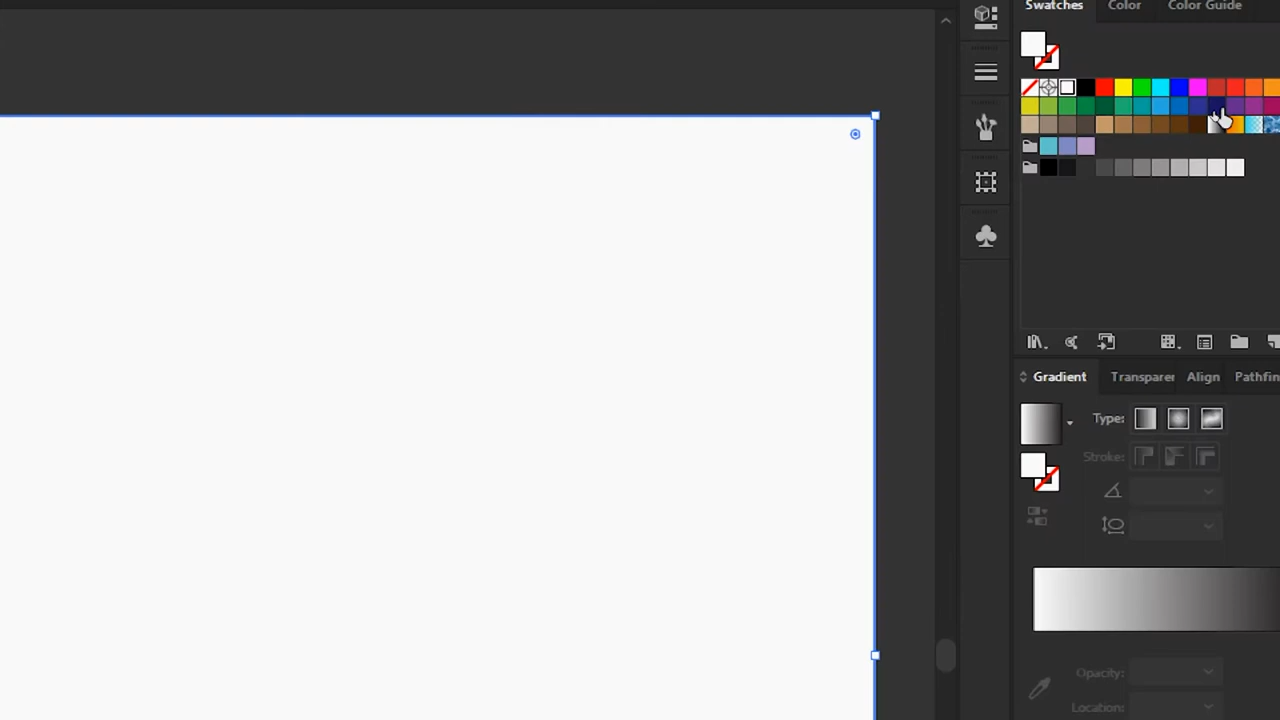 Swatches Color Color Guide
Gradient Transparer Align Pathfin
Type:
Stroke:
Opacity:
Location: